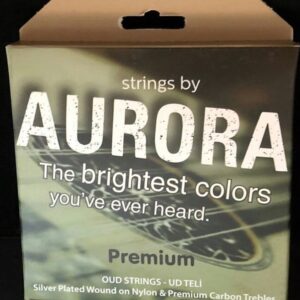 strings by
AURORA
The brightest colors
you've ever heard.
Premium
OUD STRINGS - UD TELİ
Silver Plated Wound on Nylon & Premium Carbon Trebles